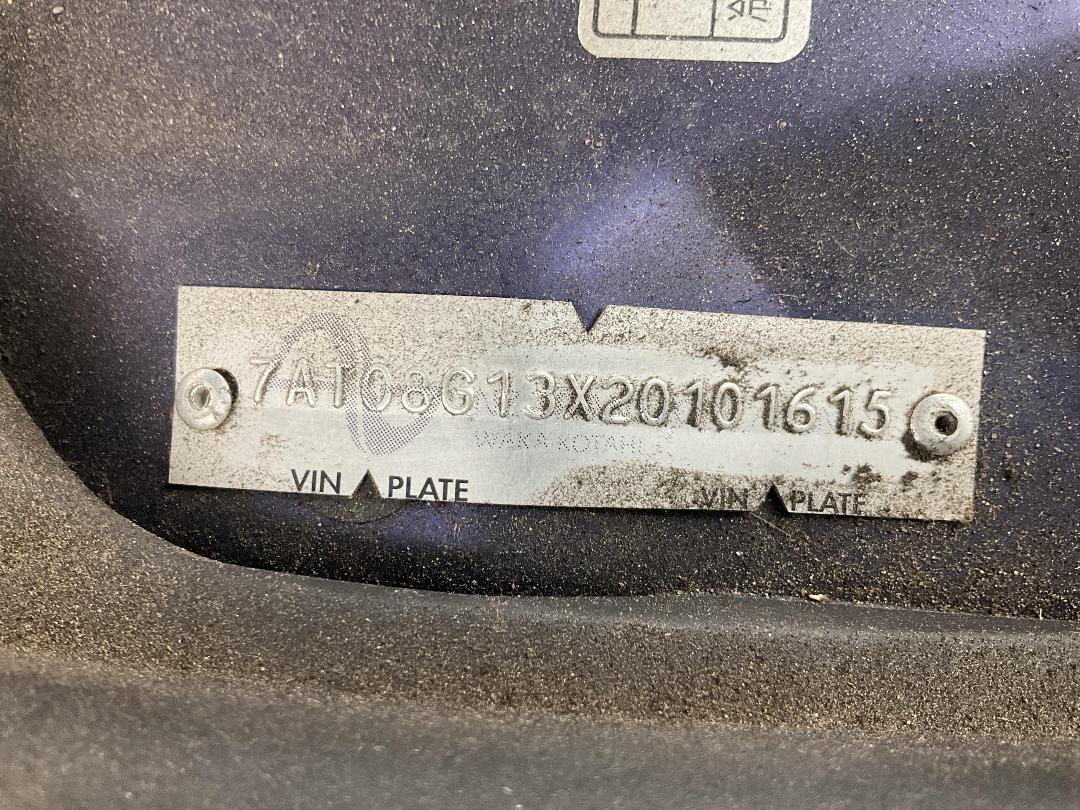 7AT08G13X20101615
WAKA KOTAHI
VIN PLATE VIN PLATE